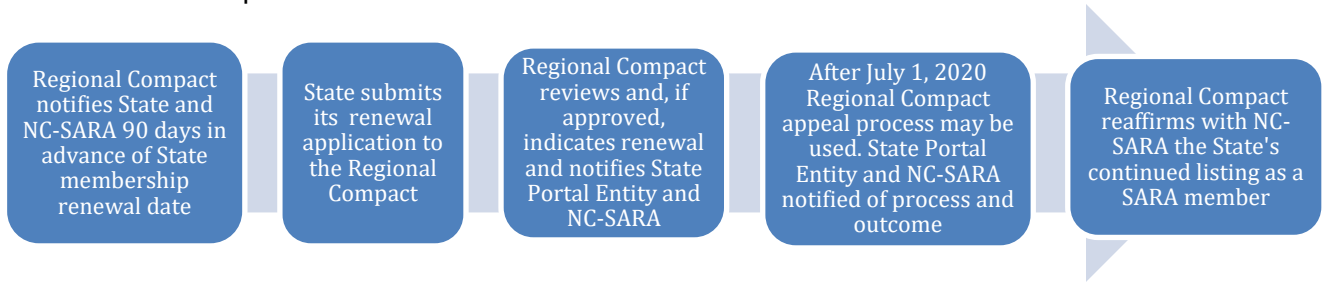 Regional Compact
notifies State and
NC-SARA 90 days in
advance of State
membership
renewal date
State submits
its renewal
application to
the Regional
Compact
Regional Compact
reviews and, if
approved,
indicates renewal
and notifies State
Portal Entity and
NC-SARA
After July 1, 2020
Regional Compact
appeal process may be
used. State Portal
Entity and NC-SARA
notified of process and
outcome
Regional Compact
reaffirms with NC-
SARA the State's
continued listing as a
SARA member